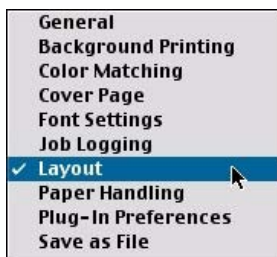 General
Background Printing
Color Matching
Cover Page
Font Settings
Job Logging
✓ Layout
Paper Handling
Plug-In Preferences
Save as File